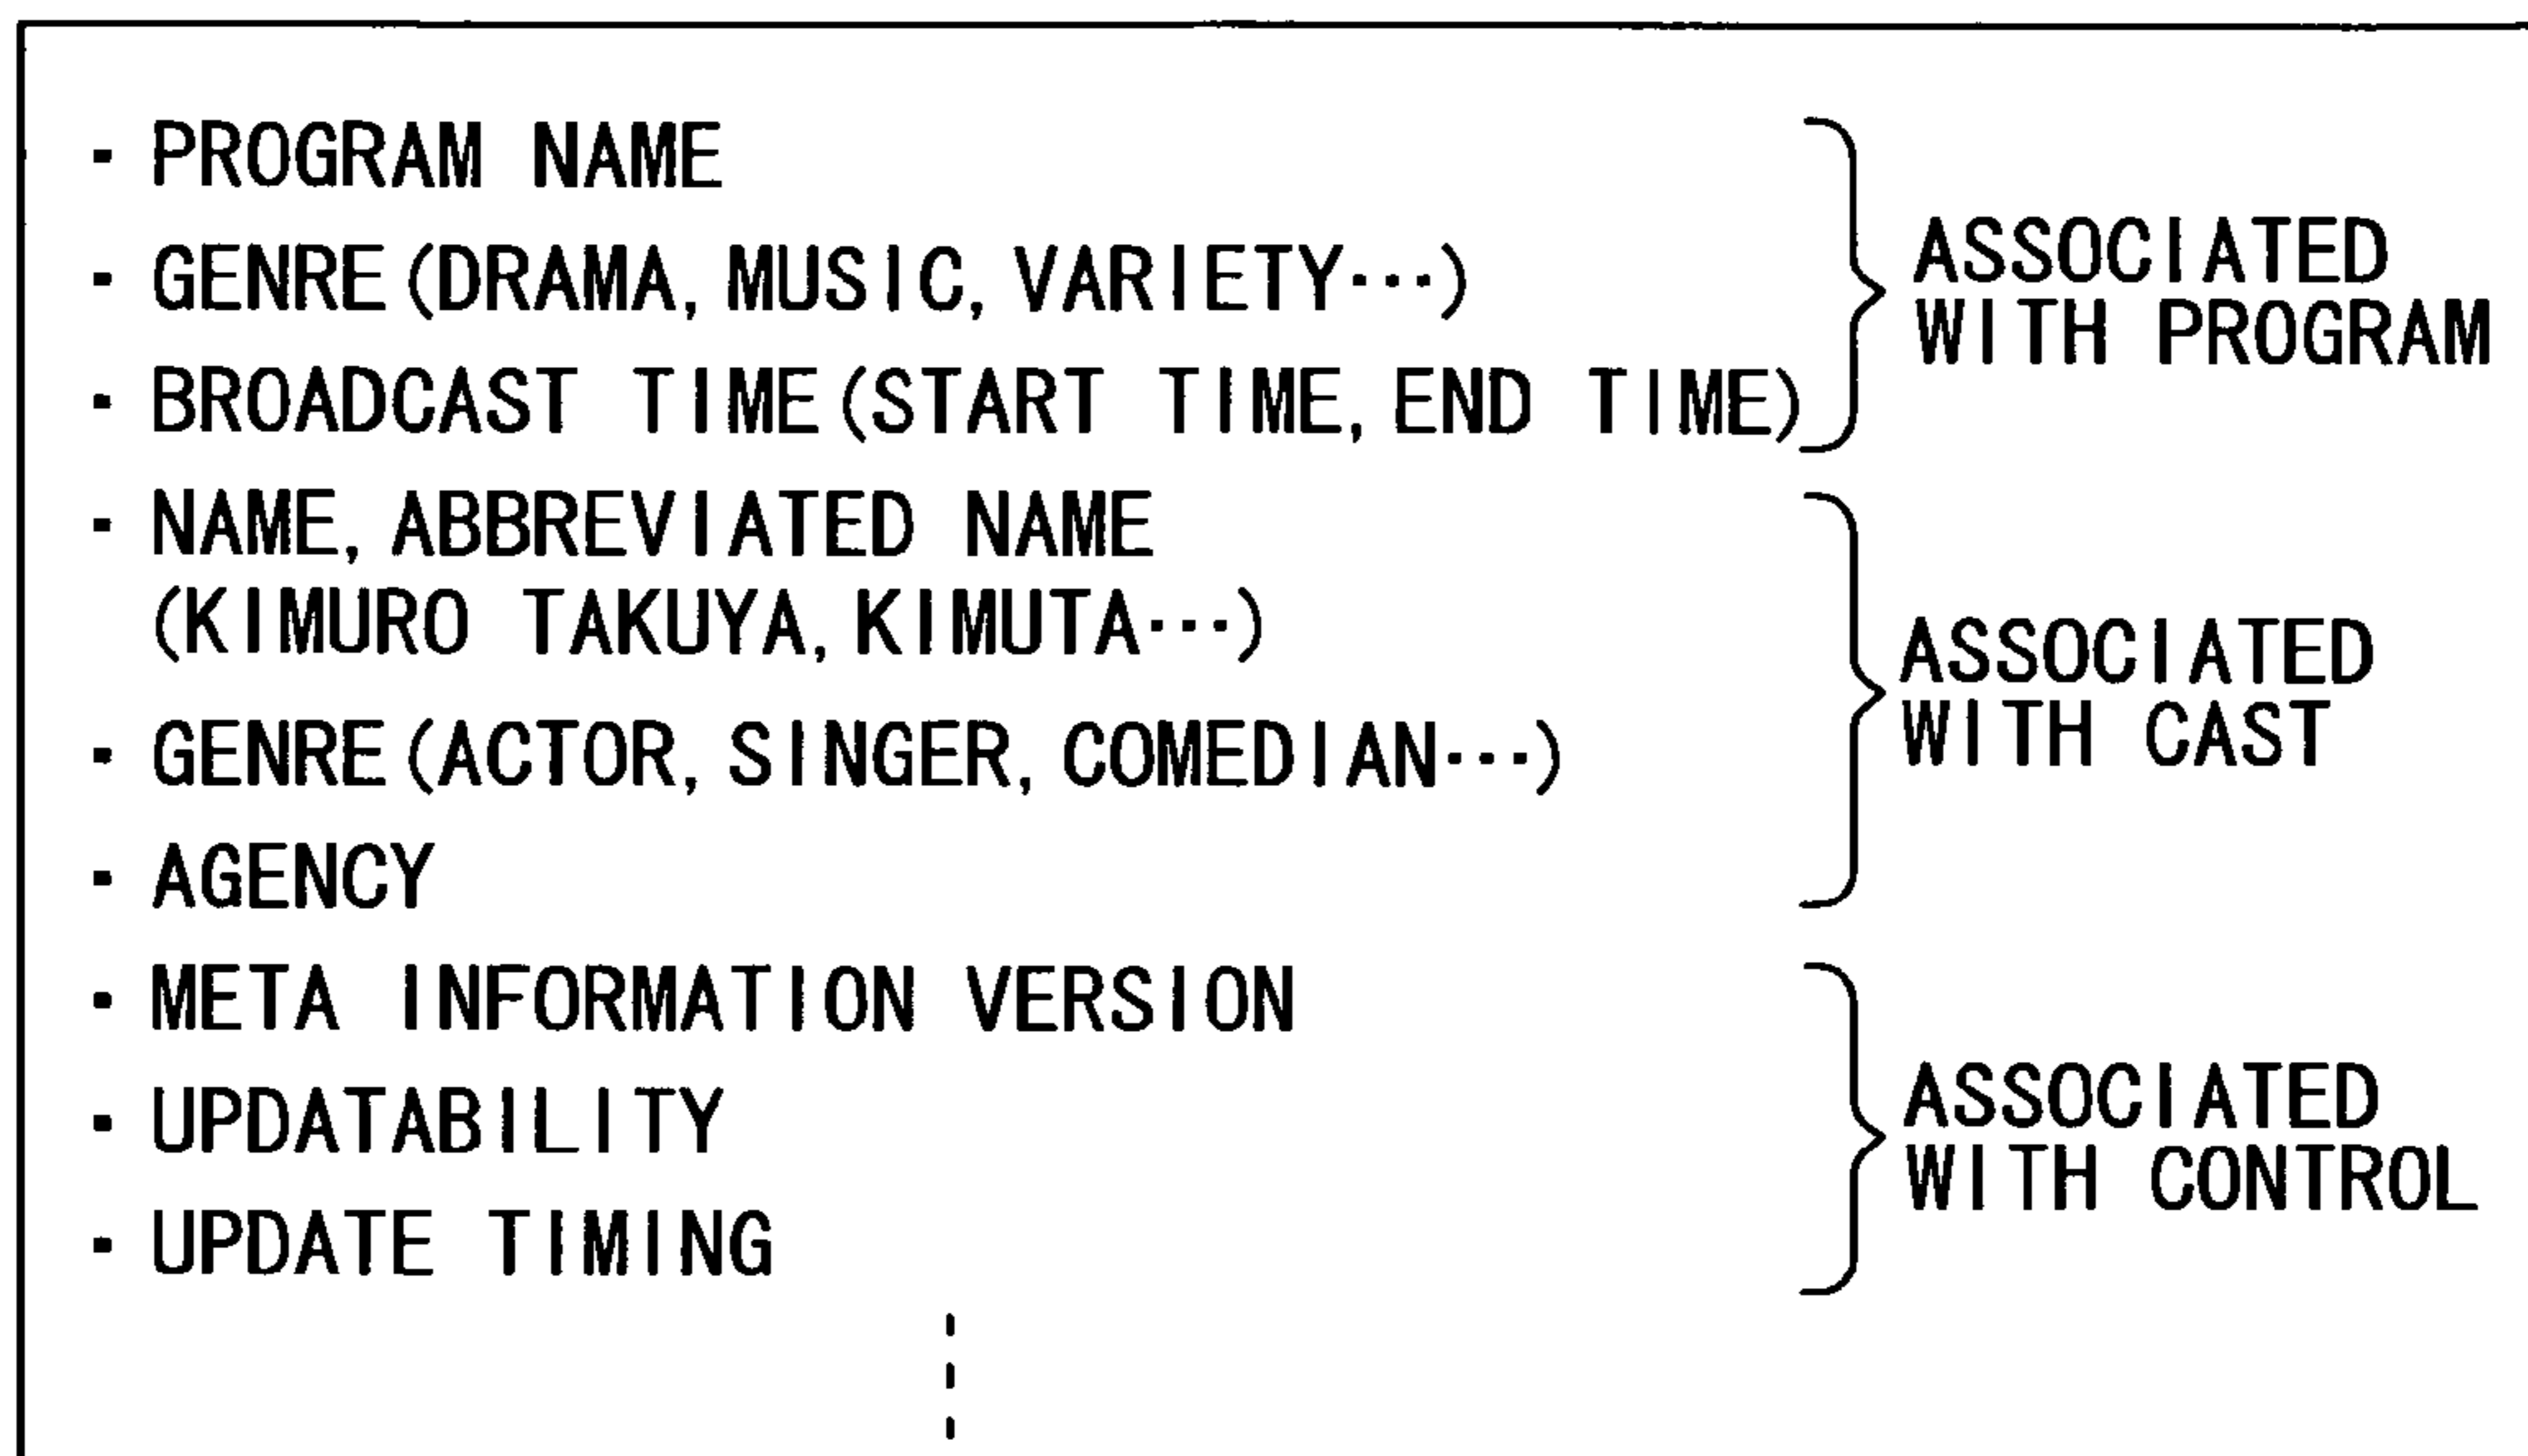 - PROGRAM NAME
- GENRE(DRAMA, MUSIC, VARIETY···)
- BROADCAST TIME(START TIME, END TIME)
ASSOCIATED
WITH PROGRAM
- NAME, ABBREVIATED NAME
(KIMURO TAKUYA, KIMUTA···)
- GENRE(ACTOR, SINGER, COMEDIAN···)
- AGENCY
ASSOCIATED
WITH CAST
- META INFORMATION VERSION
- UPDATABILITY
- UPDATE TIMING
ASSOCIATED
WITH CONTROL